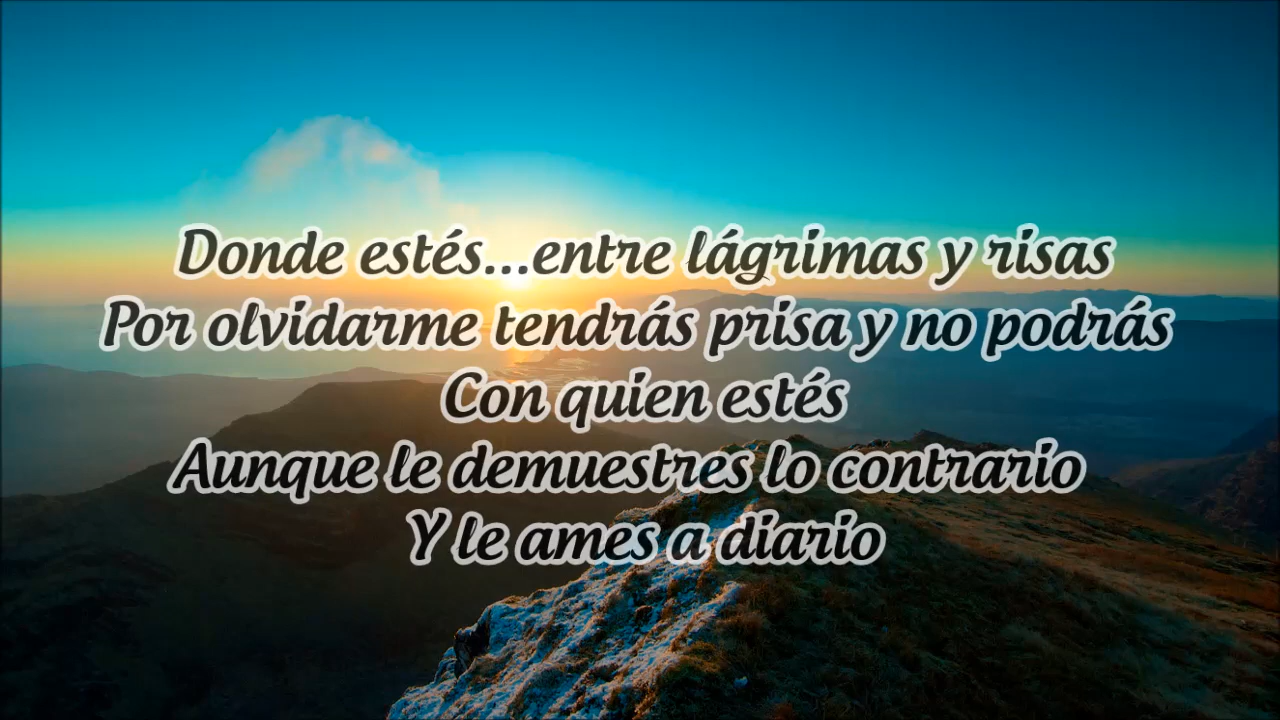 Donde estés...entre lágrimas y risas
Por olvidarme tendrás prisa y no podrás
Con quien estés
Aunque le demuestres lo contrario
Y le ames a diario